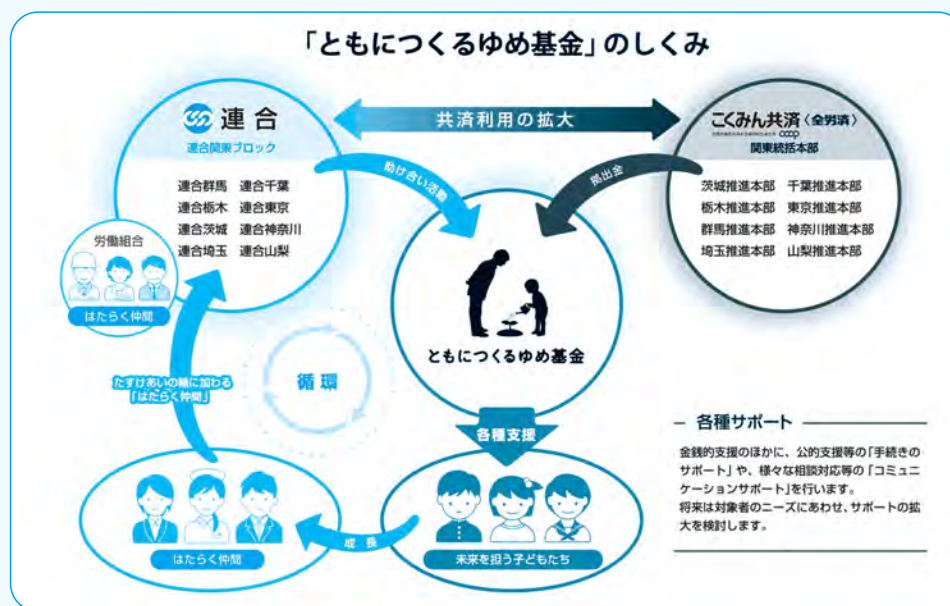 「ともにつくるゆめ基金」のしくみ
連合
連合関東ブロック
連合群馬 連合千葉
連合栃木 連合東京
連合茨城 連合神奈川
連合埼玉 連合山梨
労働組合
はたらく仲間
共済利用の拡大
助け合い活動
拠出金
こくみん共済〈全労済〉
coop
関東統括本部
茨城推進本部 千葉推進本部
栃木推進本部 東京推進本部
群馬推進本部 神奈川推進本部
埼玉推進本部 山梨推進本部
ともにつくるゆめ基金
循環
たすけあいの輪に加わる
「はたらく仲間」
各種支援
はたらく仲間
成長
未来を担う子どもたち
各種サポート
金銭的支援のほかに、公的支援等の「手続きの
サポート」や、様々な相談対応等の「コミュニ
ケーションサポート」を行います。
将来は対象者のニーズにあわせ、サポートの拡
大を検討します。